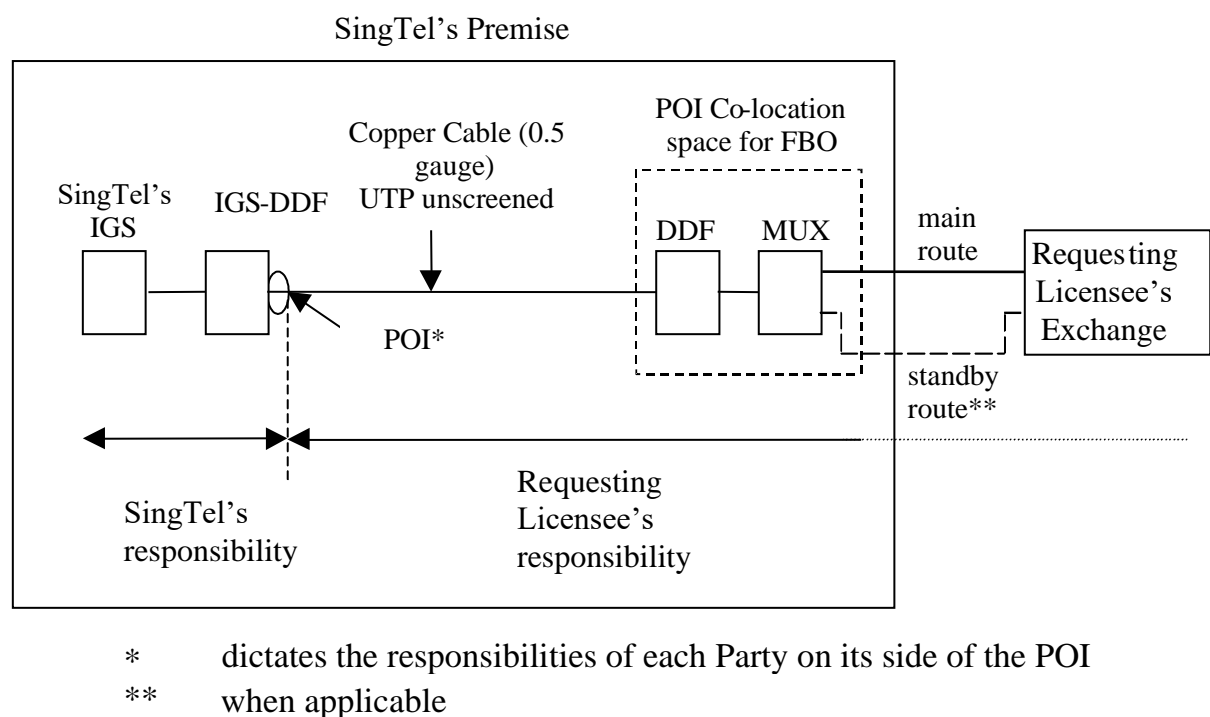 SingTel’s Premise
POI Co-location
space for FBO
Copper Cable (0.5
gauge)
UTP unscreened
SingTel’s
IGS
IGS-DDF
DDF
MUX
main
route
Requesting
Licensee’s
Exchange
POI*
standby
route**
SingTel’s
responsibility
Requesting
Licensee’s
responsibility
* dictates the responsibilities of each Party on its side of the POI
** when applicable